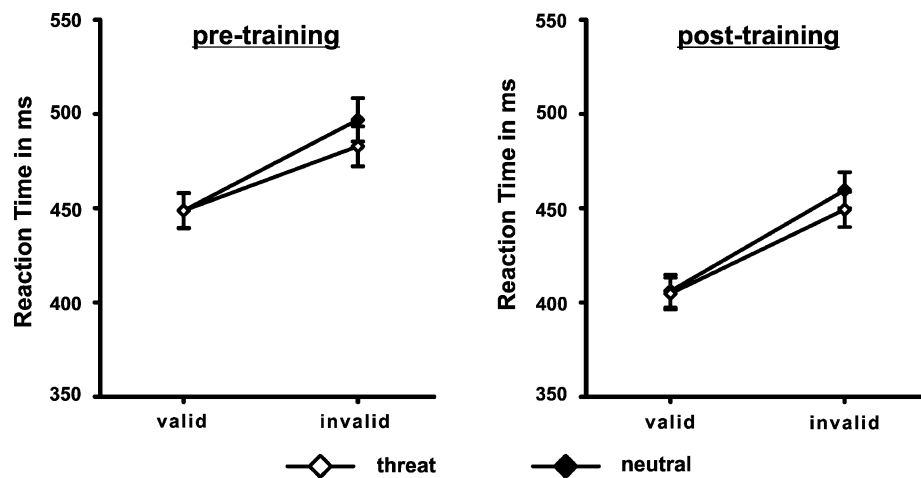 pre-training
550
500
450
400
350
Reaction Time in ms
valid invalid
post-training
550
500
450
400
350
Reaction Time in ms
valid invalid
threat neutral